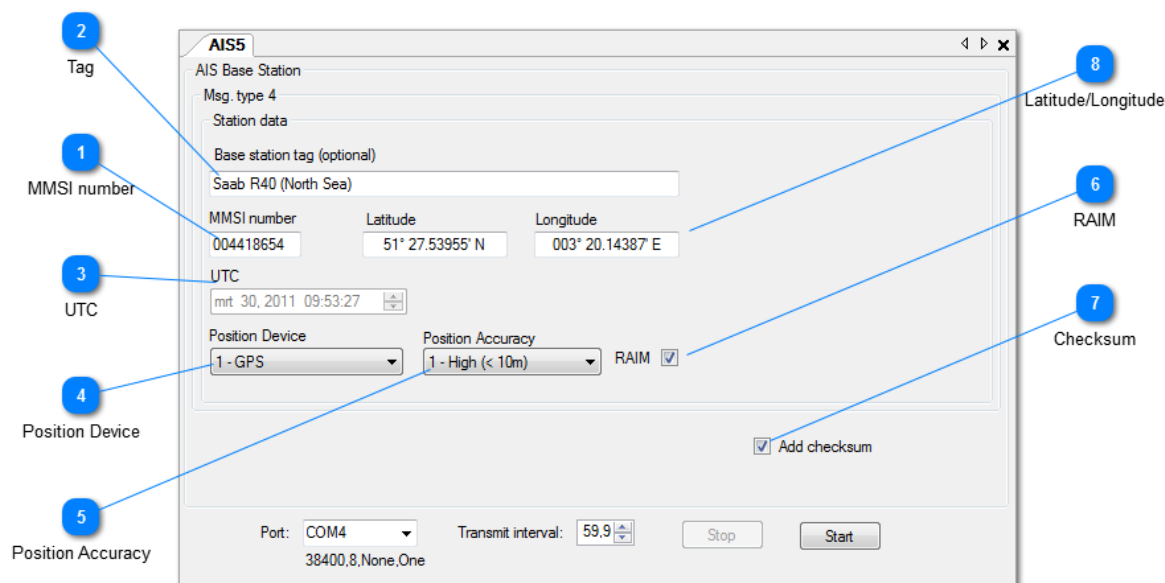 2
Tag
1
MMSI number
3
UTC
4
Position Device
5
Position Accuracy
AIS5
AIS Base Station
Msg. type 4
Station data
Base station tag (optional)
Saab R40 (North Sea)
MMSI number Latitude Longitude
004418654 51° 27.53955' N 003° 20.14387' E
UTC
mrt 30, 2011 09:53:27
Position Device Position Accuracy
1 - GPS 1 - High (< 10m) RAIM
Add checksum
Port: COM4 Transmit interval: 59,9 Stop Start
38400,8,None,One
8
Latitude/Longitude
6
RAIM
7
Checksum